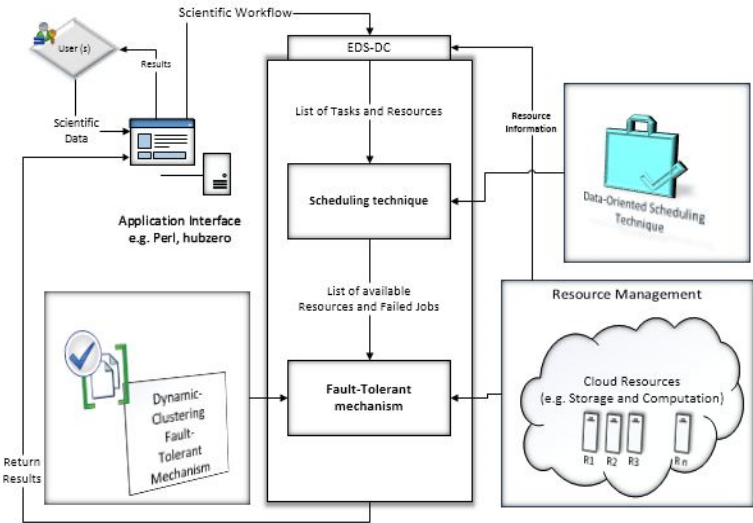 Scientific Workflow
User (s)
Results
Scientific
Data
Application Interface
e.g. Perl, hubzero
EDS-DC
List of Tasks and Resources
Resource
Information
Scheduling technique
Data-Oriented Scheduling
Technique
List of available
Resources and Failed Jobs
Fault-Tolerant
mechanism
Dynamic-
Clustering
Fault-
Tolerant
Mechanism
Return
Results
Resource Management
Cloud Resources
(e.g. Storage and Computation)
R1 R2 R3 Rn